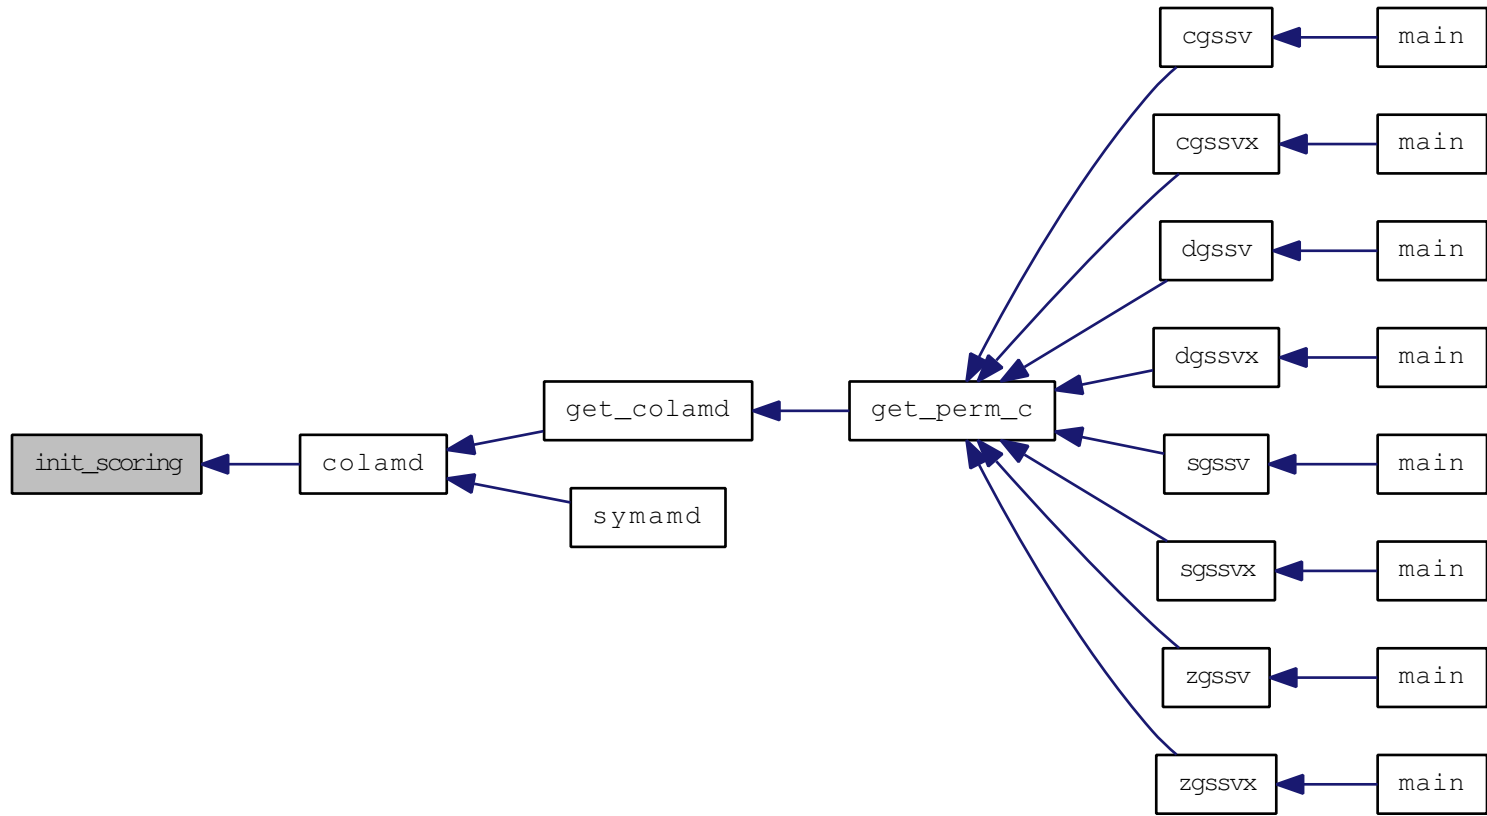 cgssv
main
cgssvx
main
dgssv
main
dgssvx
main
get_colamd
get_perm_c
init_scoring
colamd
sgssv
main
symamd
sgssvx
main
zgssv
main
zgssvx
main